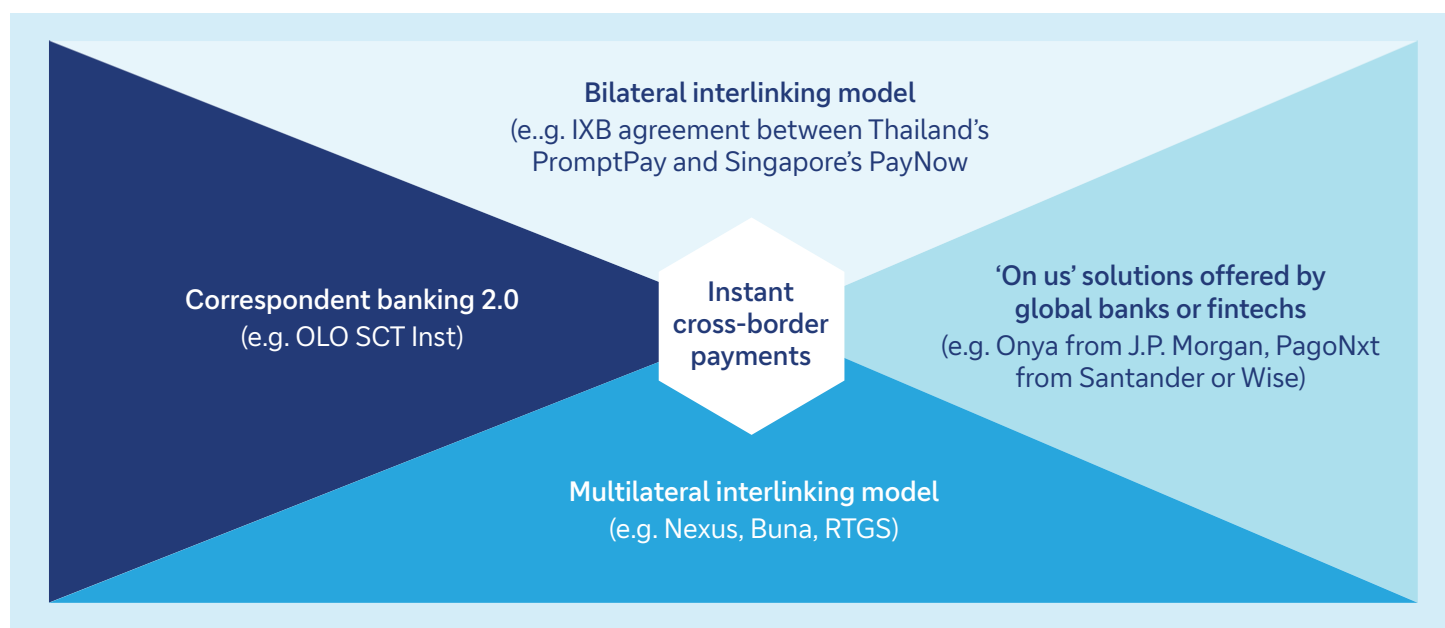 Bilateral interlinking model
(e..g. IXB agreement between Thailand’s
PromptPay and Singapore’s PayNow
Correspondent banking 2.0
(e.g. OLO SCT Inst)
Instant
cross-border
payments
‘On us’ solutions offered by
global banks or fintechs
(e.g. Onya from J.P. Morgan, PagoNxt
from Santander or Wise)
Multilateral interlinking model
(e.g. Nexus, Buna, RTGS)